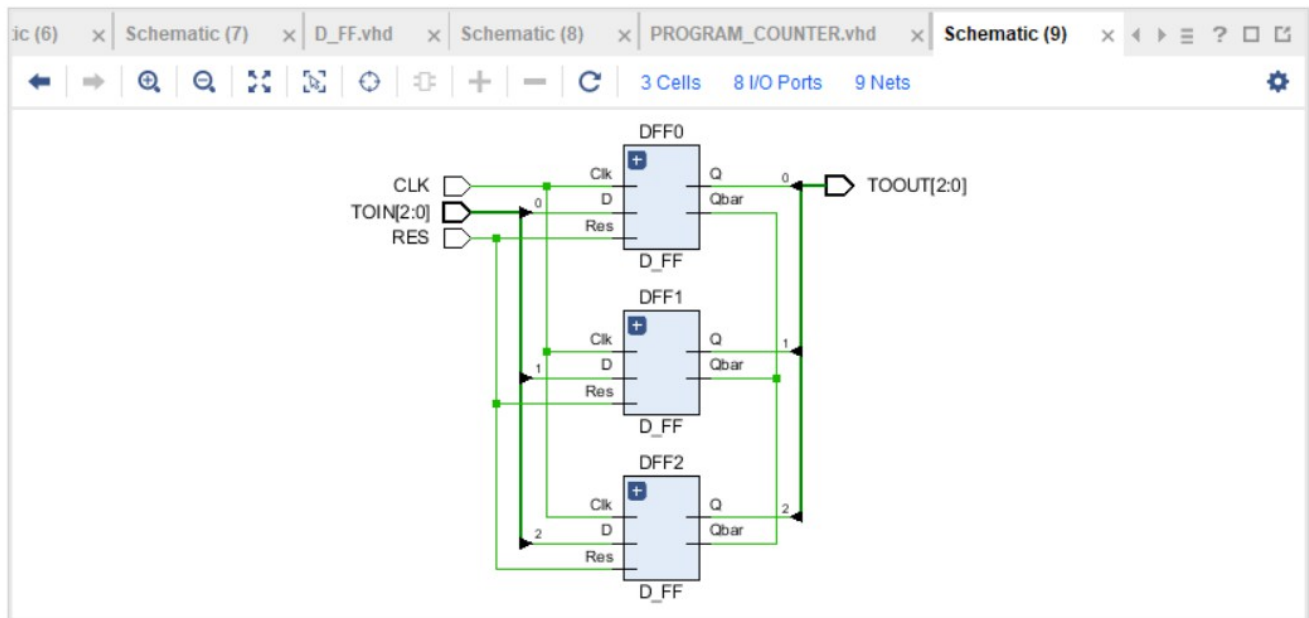 ic (6) Schematic (7) D_FF.vhd Schematic (8) PROGRAM_COUNTER.vhd Schematic (9)
3 Cells 8 I/O Ports 9 Nets
DFF0
Clk Q 0
CLK
D Qbar
TOIN[2:0] 0
Res
RES
TOOUT[2:0]
D_FF
DFF1
Clk Q 1
D Qbar
1
Res
D_FF
DFF2
Clk Q 2
D Qbar
2
Res
D_FF